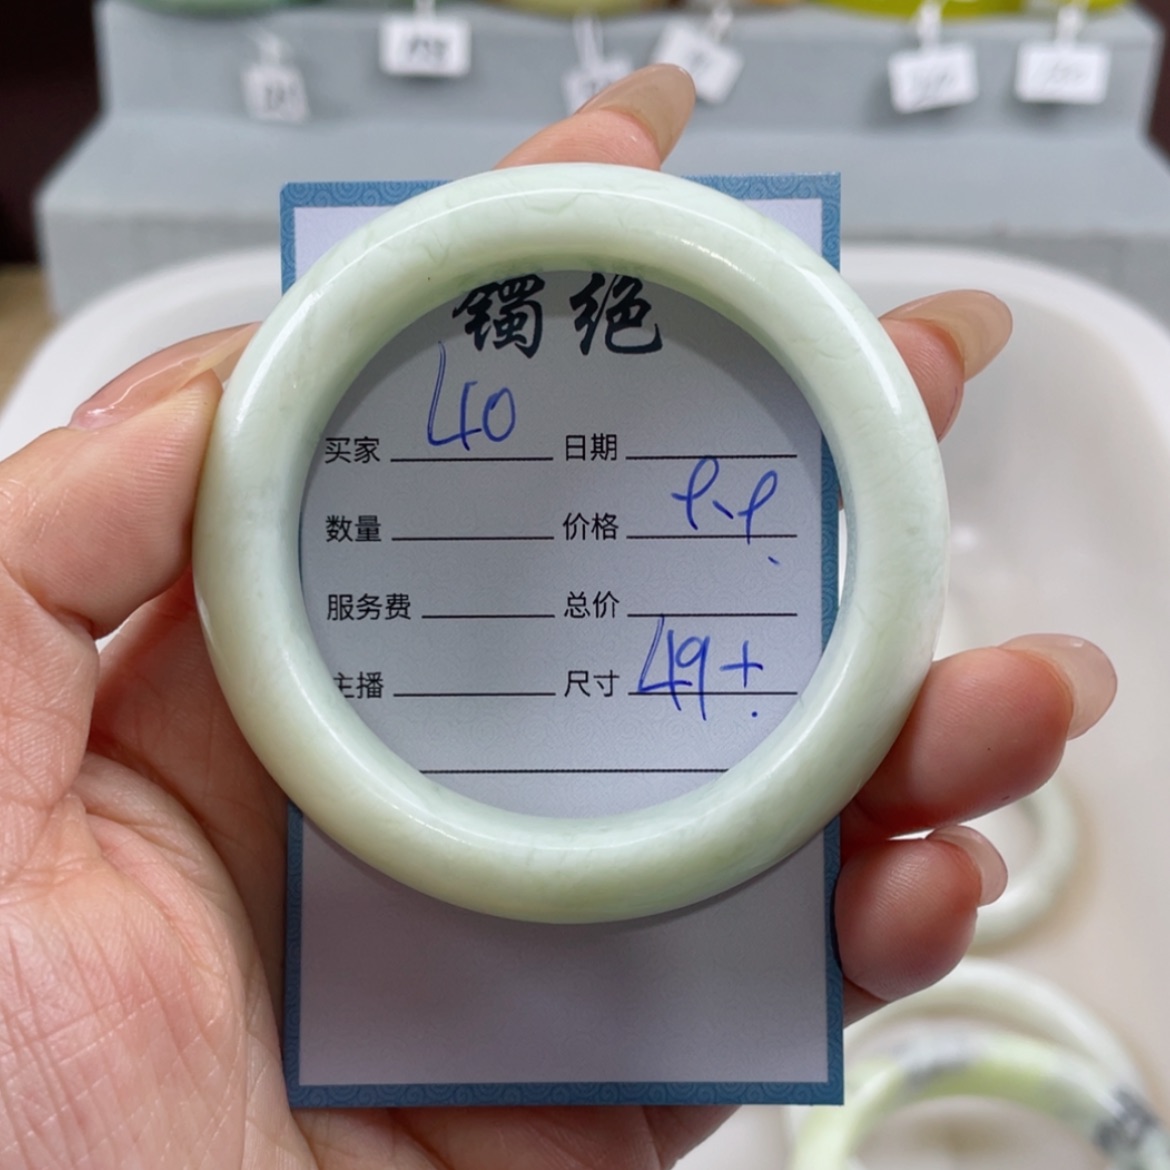 镯绝
买家 40 日期
数量 价格
服务费 总价
主播 尺寸 49+